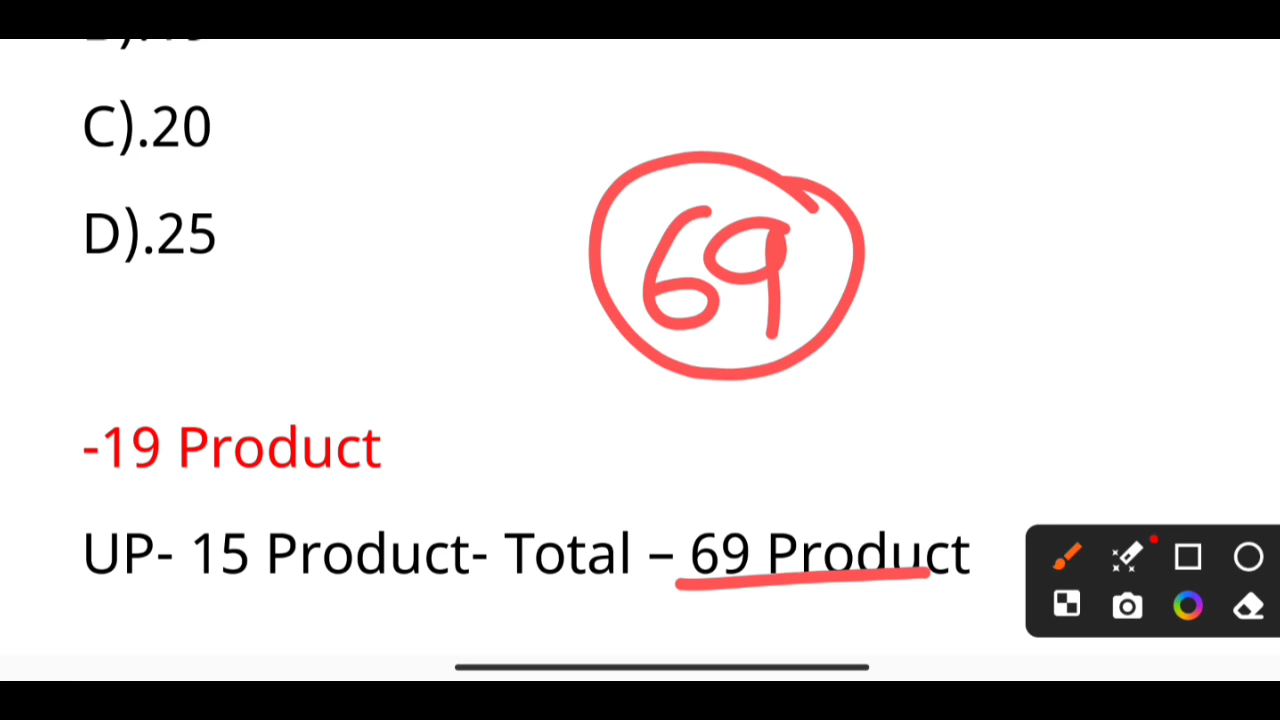 C).20
D).25
69
-19 Product
UP- 15 Product- Total – 69 Product